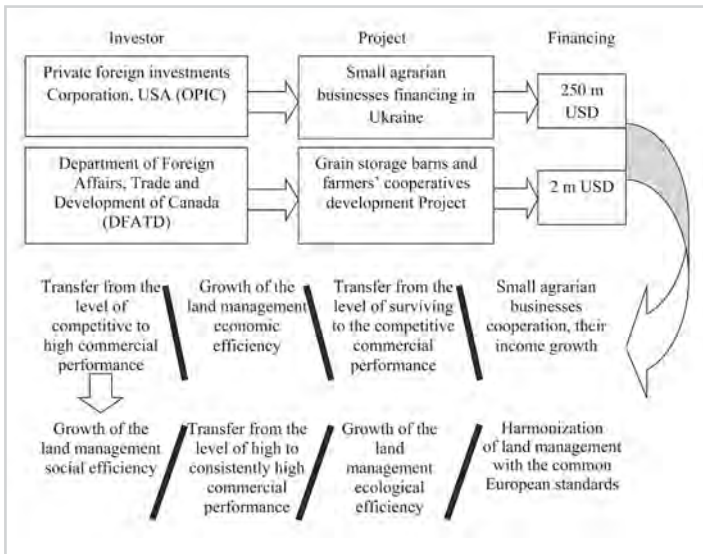 Investor
Project
Financing
Private foreign investments
Corporation, USA (OPIC)
Small agrarian
businesses financing in
Ukraine
250 m
USD
Department of Foreign
Affairs, Trade and
Development of Canada
(DFATD)
Grain storage barns and
farmers' cooperatives
development Project
2 m USD
Transfer from the
level of
competitive to
high commercial
performance
Growth of the
land management
economic
efficiency
Transfer from the
level of surviving
to the competitive
commercial
performance
Small agrarian
businesses
cooperation, their
income growth
Growth of the
land management
social efficiency
Transfer from the
level of high to
consistently high
commercial
performance
Growth of the
land
management
ecological
efficiency
Harmonization
of land management
with the common
European standards